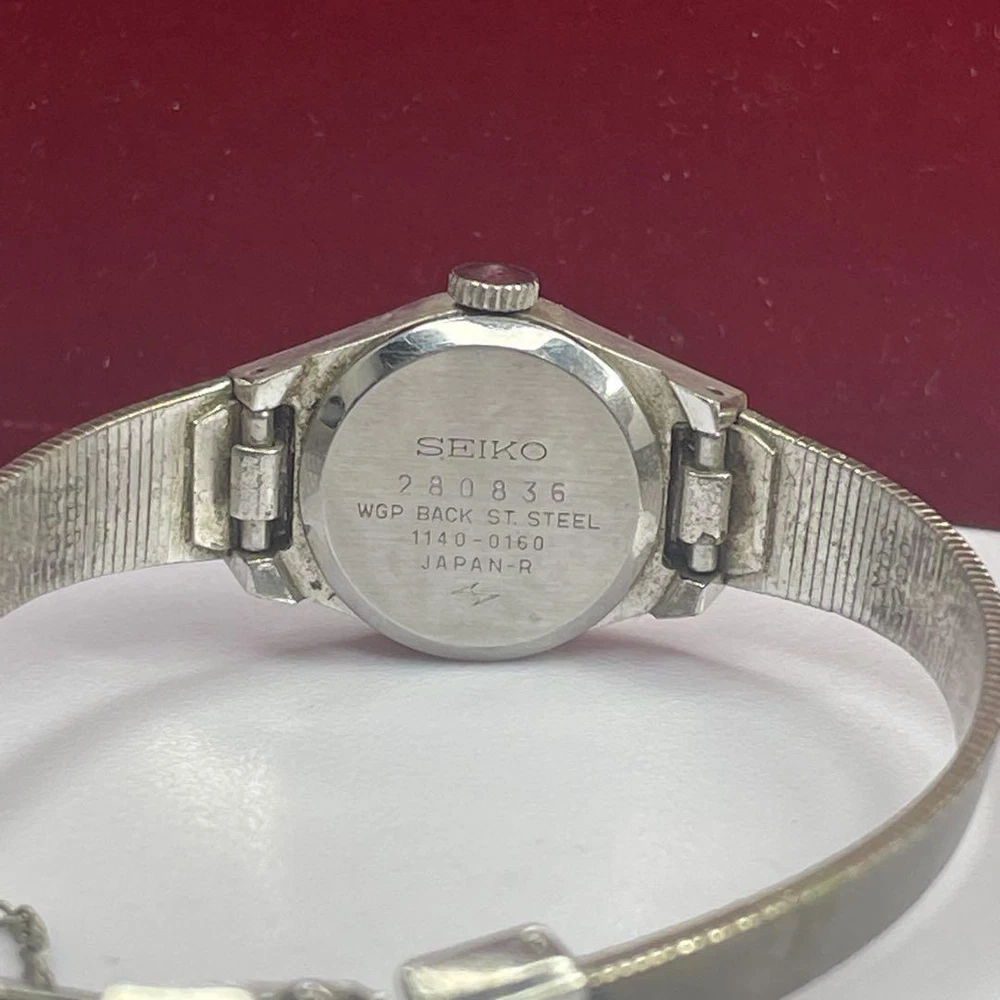 SEIKO
280836
WGP BACK ST. STEEL
1140-0160
JAPAN-R